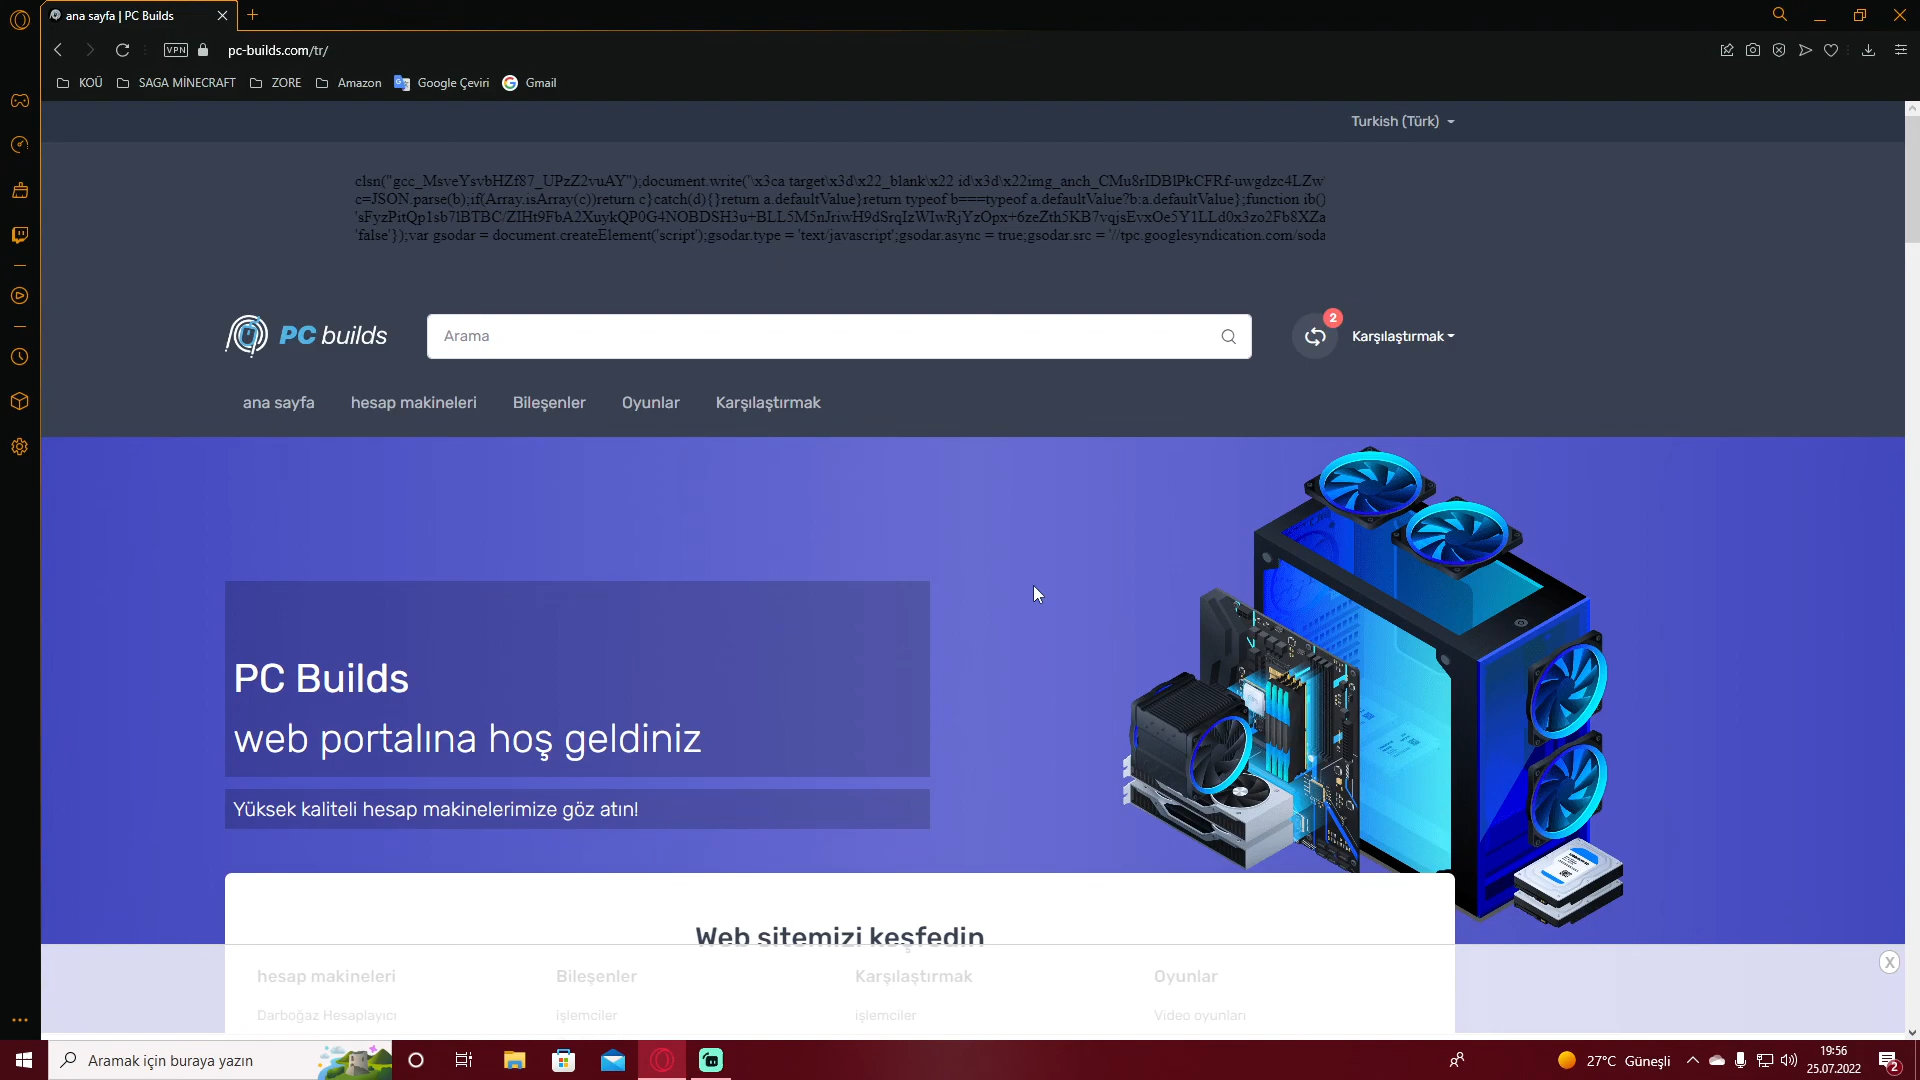 ana sayfa | PC Builds
VPN
pc-builds.com/tr/
KOÜ
SAGA MİNECRAFT
ZORE
Amazon
Google Çeviri
Gmail
Turkish (Türk)
clsn("gcc_MsveYsvbHZf87_UPzZ2vuAY");document.write('\x3ca target\x3d\x22_blank\x22 id\x3d\x22img_anch_CMu8rIDBlPkCFRf-uwgdzc4LZw
c=JSON.parse(b);if(Array.isArray(c))return c}catch(d){}return a.defaultValue}return typeof b===typeof a.defaultValue?b:a.defaultValue};function ib()
'sFyzPitQp1sb7lBTBC/ZIHt9FbA2XuykQP0G4NOBDSH3u+BLL5M5nJriwH9dSrqIzWIwRjYzOpx+6zeZth5KB7vqjsEvxOe5Y1LLd0x3zo2Fb8XZa
'false'});var gsodar = document.createElement('script');gsodar.type = 'text/javascript';gsodar.async = true;gsodar.src = '//tpc.googlesyndication.com/soda
PC builds
Arama
2
Karşılaştırmak
ana sayfa
hesap makineleri
Bileşenler
Oyunlar
Karşılaştırmak
PC Builds
web portalına hoş geldiniz
Yüksek kaliteli hesap makinelerimize göz atın!
Web sitemizi keşfedin
X
hesap makineleri
Bileşenler
Karşılaştırmak
Oyunlar
Darboğaz Hesaplayıcı
işlemciler
işlemciler
Video oyunları
Aramak için buraya yazın
27°C Güneşli
19:56
25.07.2022
2